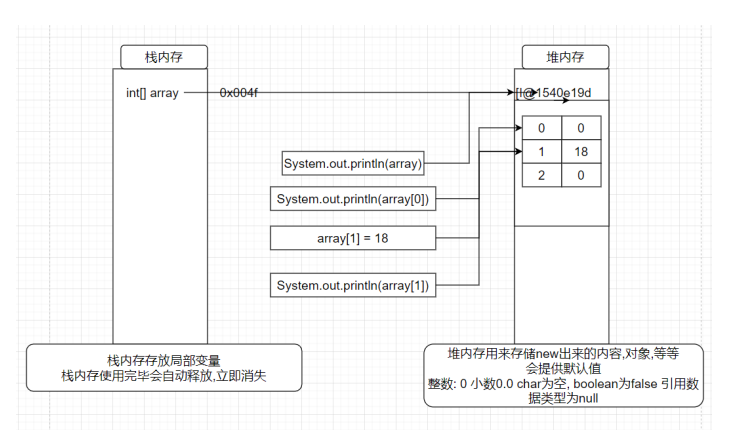 栈内存
堆内存
int[] array
0x004f
[I@1540e19d
0 0
1 18
2 0
System.out.println(array)
System.out.println(array[0])
array[1] = 18
System.out.println(array[1])
栈内存存放局部变量
栈内存使用完毕会自动释放,立即消失
堆内存用来存储new出来的内容,对象,等等
会提供默认值
整数: 0 小数0.0 char为空, boolean为false 引用数
据类型为null